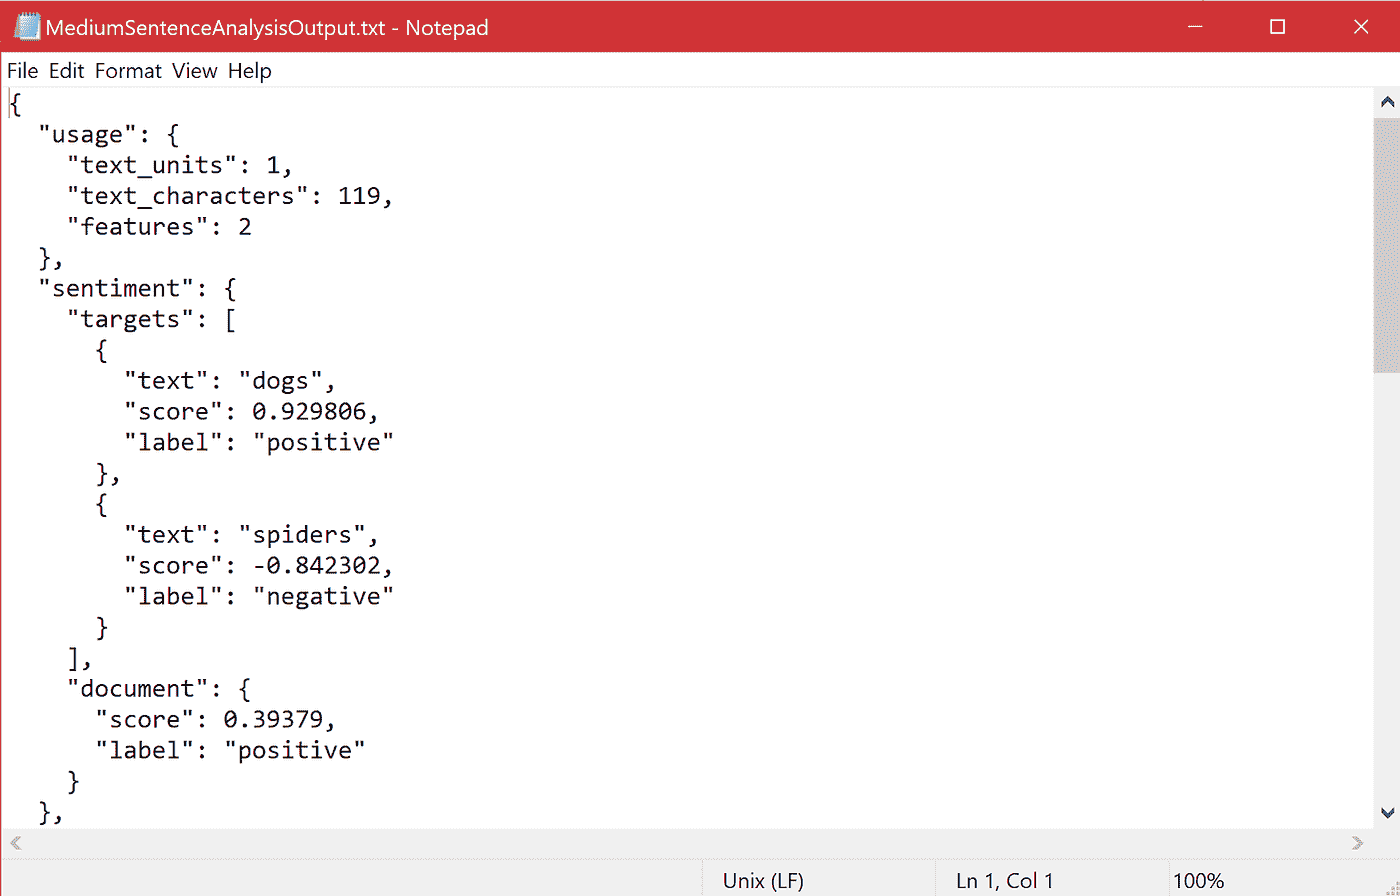 MediumSentenceAnalysisOutput.txt - Notepad
File Edit Format View Help
{
  "usage": {
    "text_units": 1,
    "text_characters": 119,
    "features": 2
  },
  "sentiment": {
    "targets": [
      {
        "text": "dogs",
        "score": 0.929806,
        "label": "positive"
      },
      {
        "text": "spiders",
        "score": -0.842302,
        "label": "negative"
      }
    ],
    "document": {
      "score": 0.39379,
      "label": "positive"
    }
  },
Unix (LF) Ln 1, Col 1 100%